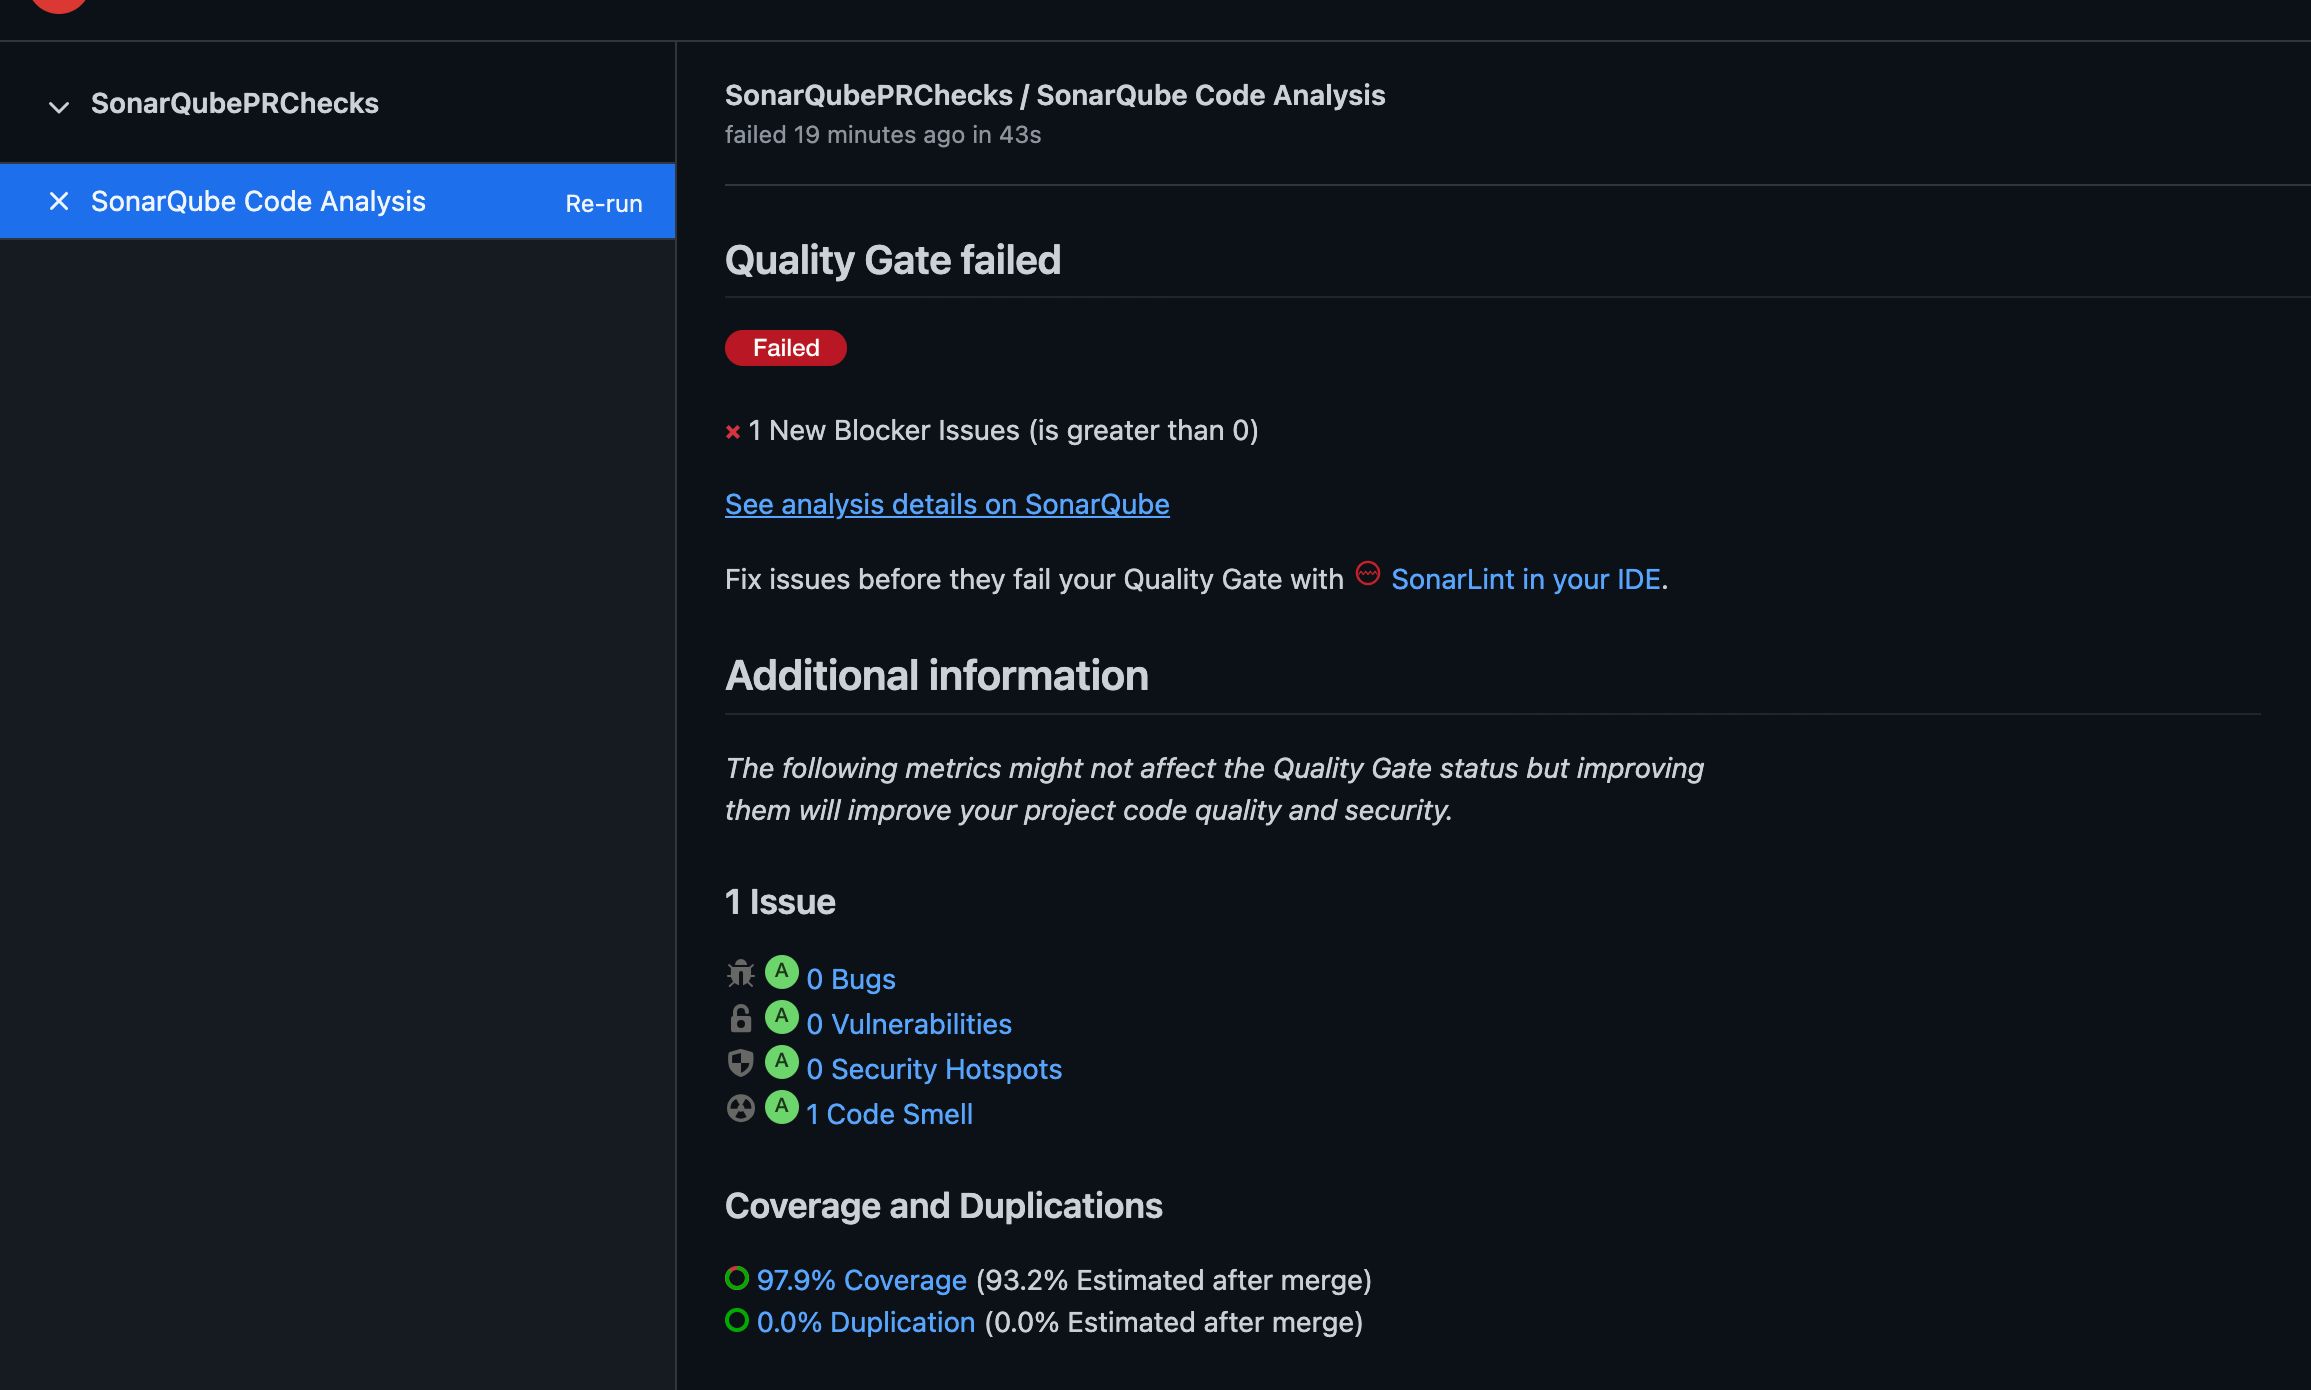 SonarQubePRChecks
SonarQube Code Analysis Re-run
SonarQubePRChecks / SonarQube Code Analysis
failed 19 minutes ago in 43s
Quality Gate failed
Failed
1 New Blocker Issues (is greater than 0)
See analysis details on SonarQube
Fix issues before they fail your Quality Gate with SonarLint in your IDE.
Additional information
The following metrics might not affect the Quality Gate status but improving
them will improve your project code quality and security.
1 Issue
A 0 Bugs
A 0 Vulnerabilities
A 0 Security Hotspots
A 1 Code Smell
Coverage and Duplications
97.9% Coverage (93.2% Estimated after merge)
0.0% Duplication (0.0% Estimated after merge)